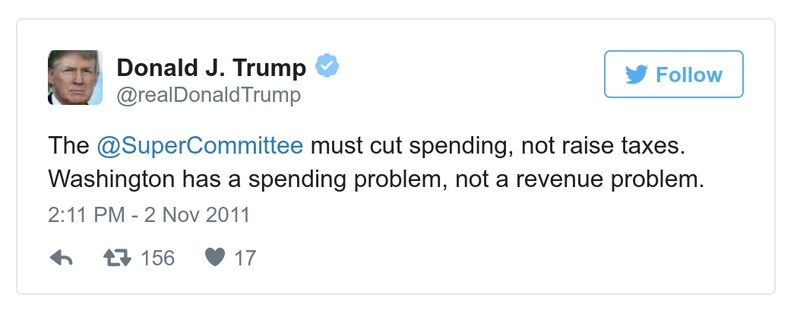 Donald J. Trump
@realDonaldTrump
Follow
The @SuperCommittee must cut spending, not raise taxes.
Washington has a spending problem, not a revenue problem.
2:11 PM - 2 Nov 2011
156 17